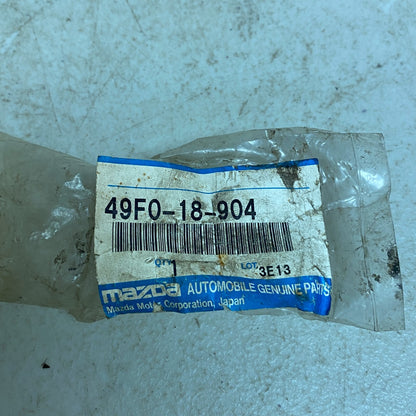 49F0-18-904
QTY LOT
1 3E13
mazda AUTOMOBILE GENUINE PARTS
Mazda Motor Corporation, Japan